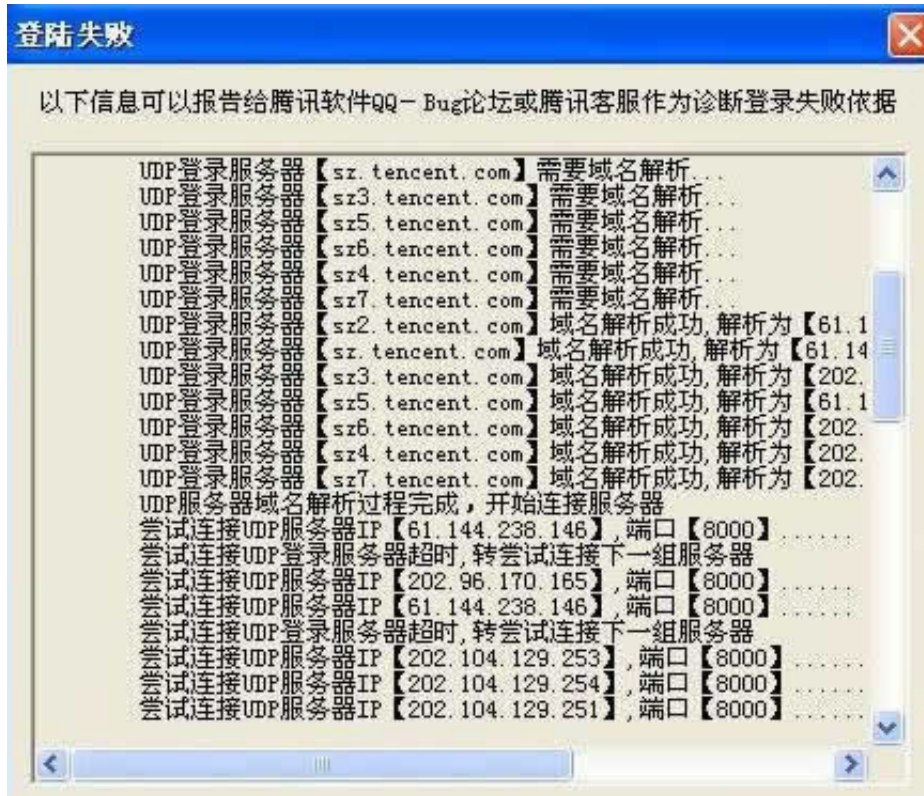 登陆失败
以下信息可以报告给腾讯软件QQ－Bug论坛或腾讯客服作为诊断登录失败依据
UDP登录服务器【sz.tencent.com】需要域名解析...
UDP登录服务器【sz3.tencent.com】需要域名解析...
UDP登录服务器【sz5.tencent.com】需要域名解析...
UDP登录服务器【sz6.tencent.com】需要域名解析...
UDP登录服务器【sz4.tencent.com】需要域名解析...
UDP登录服务器【sz7.tencent.com】需要域名解析...
UDP登录服务器【sz2.tencent.com】域名解析成功,解析为【61.1
UDP登录服务器【sz.tencent.com】域名解析成功,解析为【61.14
UDP登录服务器【sz3.tencent.com】域名解析成功,解析为【202.
UDP登录服务器【sz5.tencent.com】域名解析成功,解析为【61.1
UDP登录服务器【sz6.tencent.com】域名解析成功,解析为【202.
UDP登录服务器【sz4.tencent.com】域名解析成功,解析为【202.
UDP登录服务器【sz7.tencent.com】域名解析成功,解析为【202.
UDP服务器域名解析过程完成，开始连接服务器
尝试连接UDP服务器IP【61.144.238.146】,端口【8000】......
尝试连接UDP登录服务器超时,转尝试连接下一组服务器
尝试连接UDP服务器IP【202.96.170.165】,端口【8000】......
尝试连接UDP服务器IP【61.144.238.146】,端口【8000】......
尝试连接UDP登录服务器超时,转尝试连接下一组服务器
尝试连接UDP服务器IP【202.104.129.253】,端口【8000】......
尝试连接UDP服务器IP【202.104.129.254】,端口【8000】......
尝试连接UDP服务器IP【202.104.129.251】,端口【8000】......